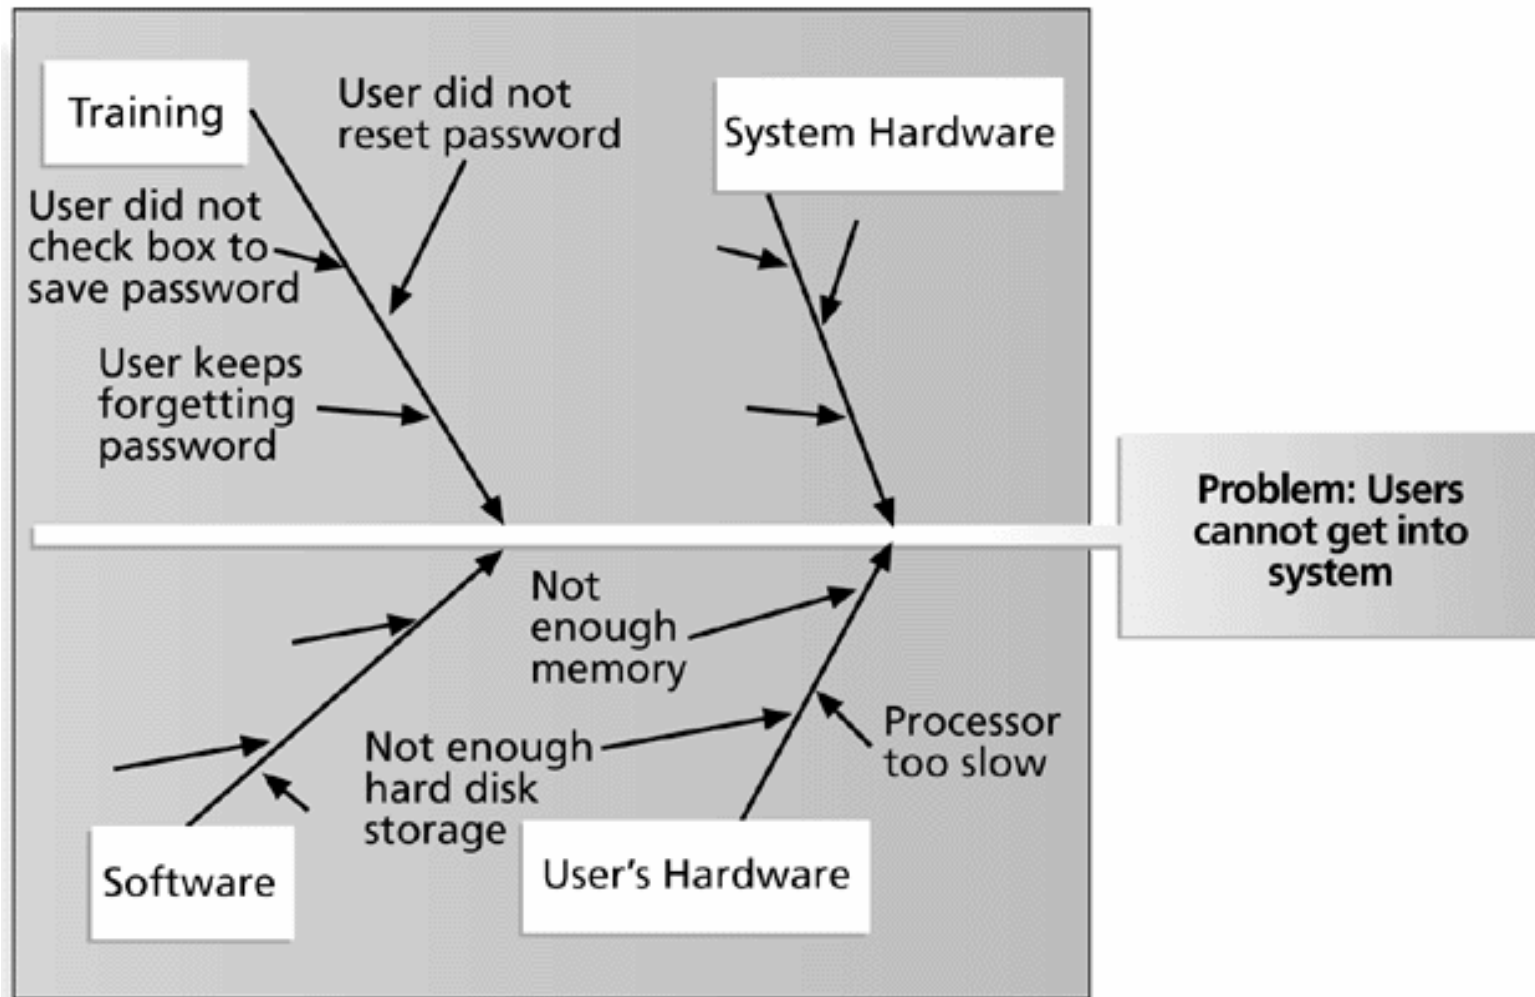 Training
User did not
reset password
System Hardware
User did not
check box to
save password
User keeps
forgetting
password
Problem: Users
cannot get into
system
Not
enough
memory
Not enough
hard disk
storage
Processor
too slow
Software
User's Hardware